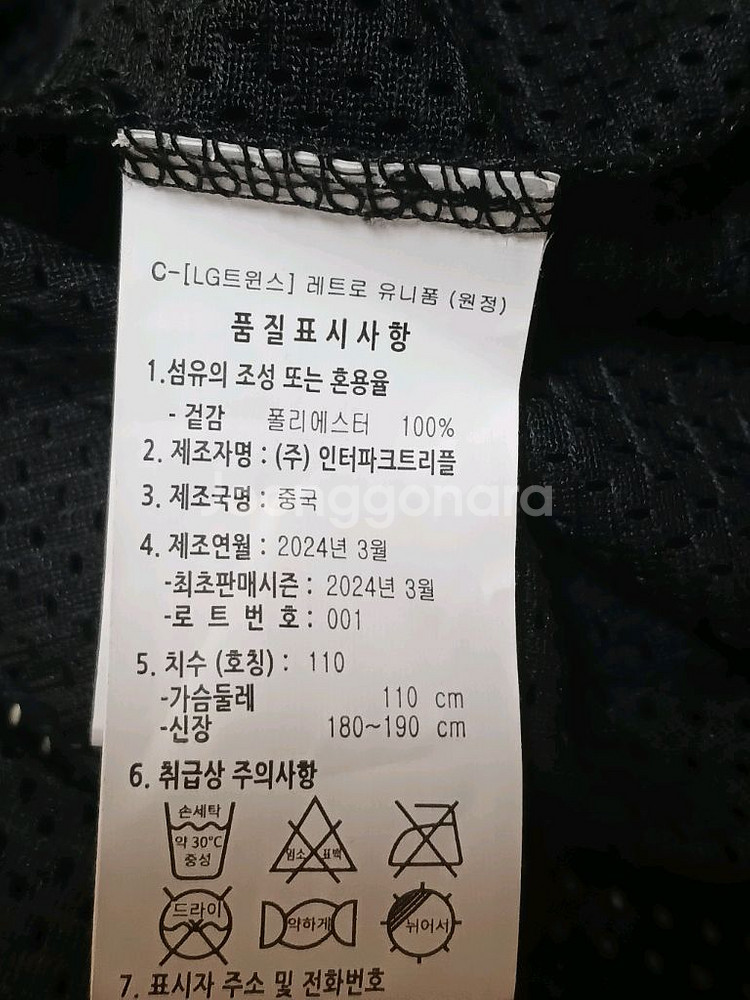 C-[LG트윈스] 레트로 유니폼 (원정)
품질표시사항
1.섬유의 조성 또는 혼용율
- 겉감 폴리에스터 100%
2. 제조자명 : (주) 인터파크트리플
3. 제조국명 : 중국
Joonggonara
4. 제조연월 : 2024년 3월
-최초판매시즌 : 2024년 3월
-로 트 번 호 : 001
5. 치수 (호칭) : 110
-가슴둘레 110 cm
-신장 180~190 cm
6. 취급상 주의사항
손세탁
약 30℃
중성
염소 표백
드라이
약하게
뉘어서
7. 표시자 주소 및 전화번호